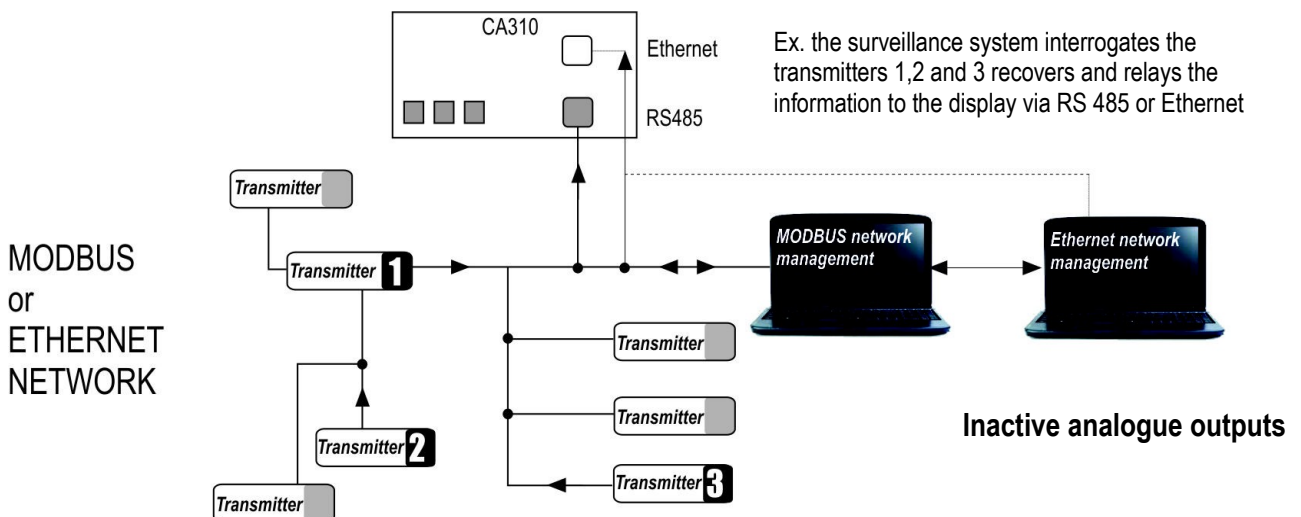 CA310
Ethernet
RS485
Ex. the surveillance system interrogates the
transmitters 1,2 and 3 recovers and relays the
information to the display via RS 485 or Ethernet
MODBUS
or
ETHERNET
NETWORK
Transmitter
Transmitter 1
Transmitter 2
Transmitter
Transmitter
Transmitter
Transmitter 3
MODBUS network
management
Ethernet network
management
Inactive analogue outputs